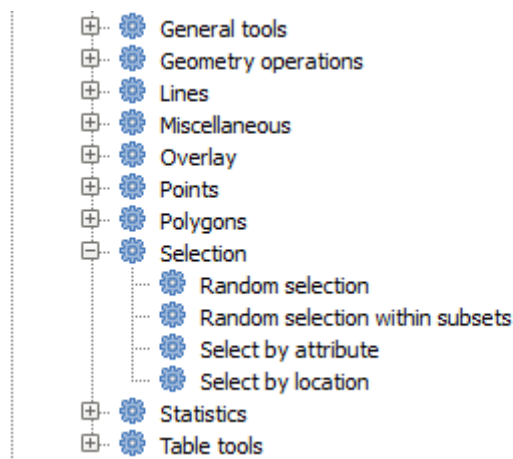 General tools
Geometry operations
Lines
Miscellaneous
Overlay
Points
Polygons
Selection
Random selection
Random selection within subsets
Select by attribute
Select by location
Statistics
Table tools